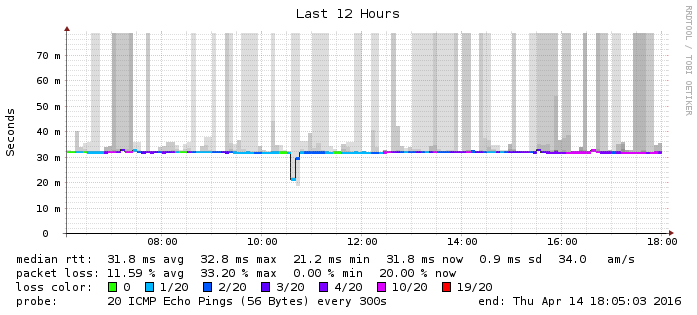 Last 12 Hours
RRDTOOL / TOBI OETIKER
Seconds
70 m
60 m
50 m
40 m
30 m
20 m
10 m
0
08:00 10:00 12:00 14:00 16:00 18:00
median rtt: 31.8 ms avg 32.8 ms max 21.2 ms min 31.8 ms now 0.9 ms sd 34.0 am/s
packet loss: 11.59 % avg 33.20 % max 0.00 % min 20.00 % now
loss color: 0 1/20 2/20 3/20 4/20 10/20 19/20
probe: 20 ICMP Echo Pings (56 Bytes) every 300s end: Thu Apr 14 18:05:03 2016